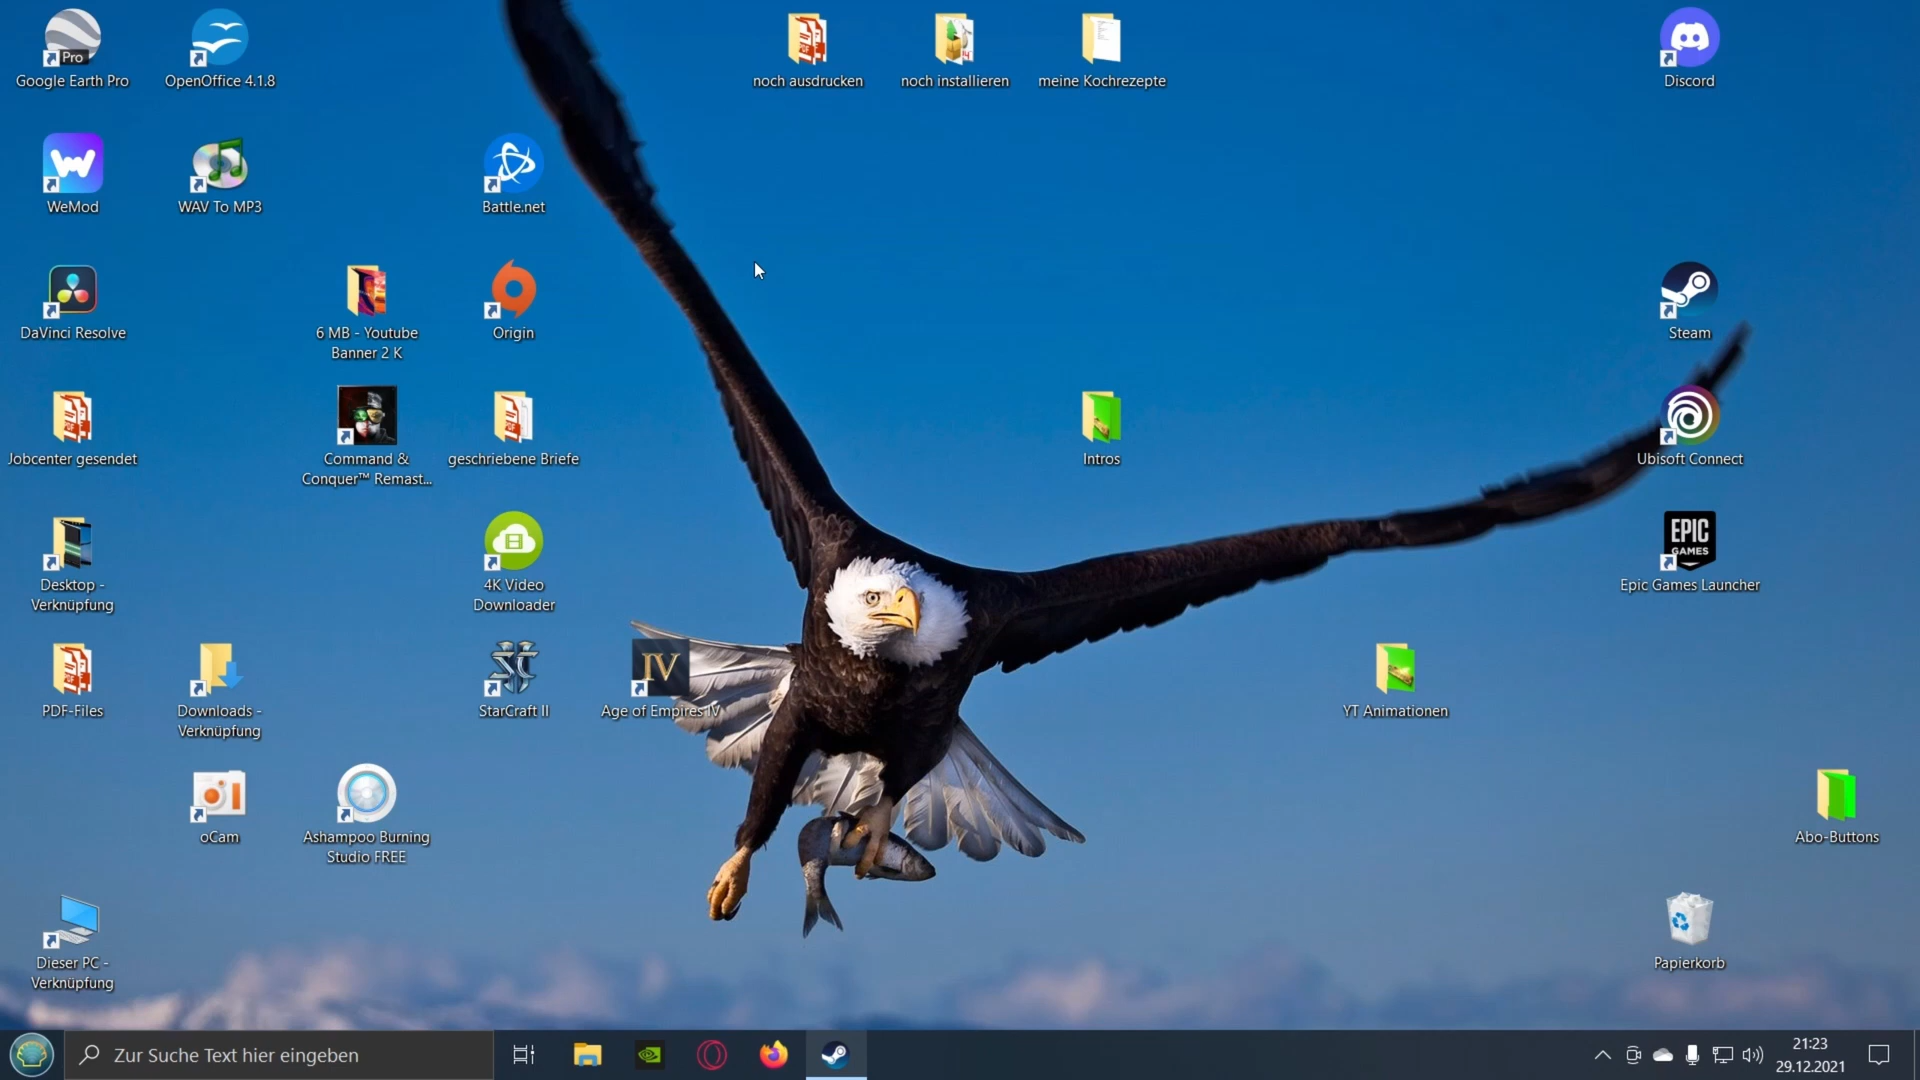 Pro
Google Earth Pro
OpenOffice 4.1.8
noch ausdrucken
noch installieren
meine Kochrezepte
Discord
WeMod
WAV To MP3
Battle.net
DaVinci Resolve
6 MB - Youtube
Banner 2 K
Origin
Steam
Jobcenter gesendet
Command &
Conquer™ Remast...
geschriebene Briefe
Intros
Ubisoft Connect
EPIC
GAMES
Desktop -
Verknüpfung
4K Video
Downloader
Epic Games Launcher
IV
PDF-Files
Downloads -
Verknüpfung
StarCraft II
Age of Empires IV
YT Animationen
oCam
Ashampoo Burning
Studio FREE
Abo-Buttons
Dieser PC -
Verknüpfung
Papierkorb
Zur Suche Text hier eingeben
21:23
29.12.2021